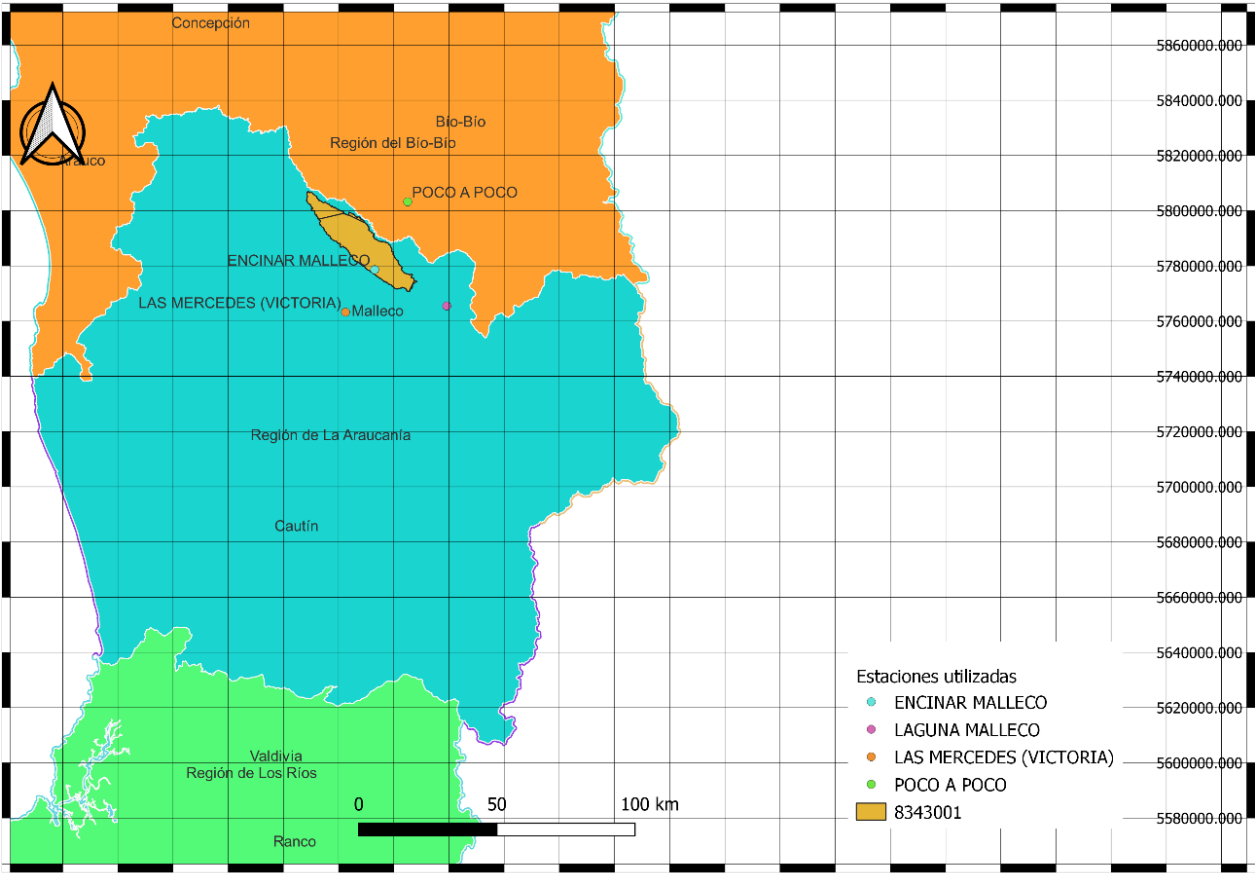 Concepción
5860000.000
5840000.000
Bío-Bío
Región del Bío-Bío
5820000.000
Arauco
POCO A POCO
5800000.000
ENCINAR MALLECO
5780000.000
LAS MERCEDES (VICTORIA)
Malleco
5760000.000
5740000.000
Región de La Araucanía
5720000.000
5700000.000
Cautín
5680000.000
5660000.000
5640000.000
Estaciones utilizadas
ENCINAR MALLECO
5620000.000
LAGUNA MALLECO
LAS MERCEDES (VICTORIA)
5600000.000
POCO A POCO
8343001
5580000.000
Valdivia
Región de Los Ríos
0 50 100 km
Ranco